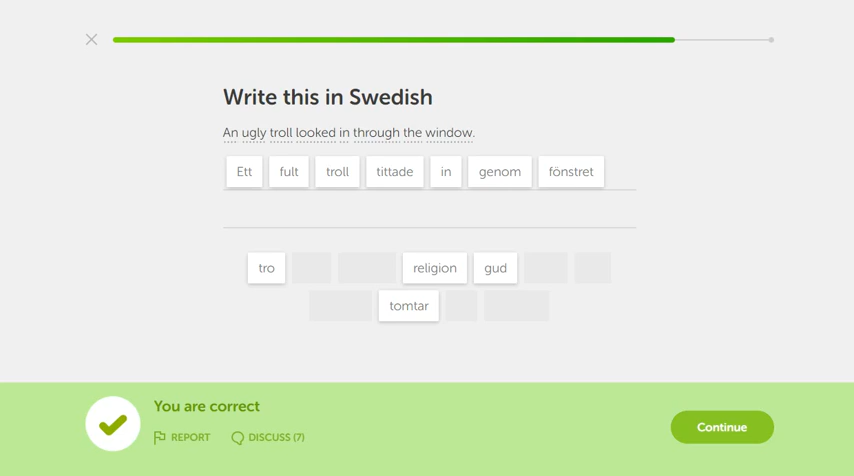 Write this in Swedish
An ugly troll looked in through the window.
Ett fult troll tittade in genom fönstret
tro religion gud
tomtar
You are correct
REPORT DISCUSS (7)
Continue